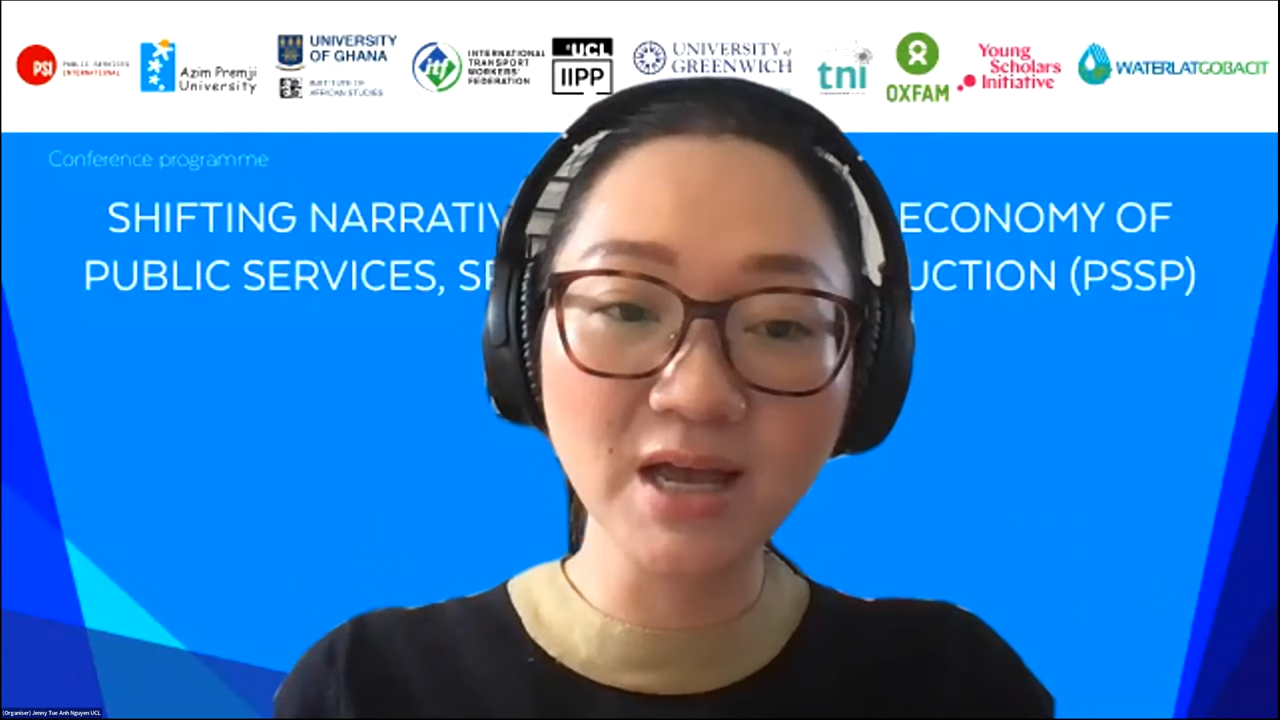 PSI PUBLIC SERVICES
INTERNATIONAL
Azim Premji
University
UNIVERSITY
OF GHANA
INSTITUTE OF
AFRICAN STUDIES
itf
INTERNATIONAL
TRANSPORT
WORKERS'
FEDERATION
UCL
IIPP
UNIVERSITY of
GREENWICH
tni
OXFAM
Young
Scholars
Initiative
WATERLATGOBACIT
Conference programme
SHIFTING NARRATIV ECONOMY OF
PUBLIC SERVICES, SP UCTION (PSSP)
(Organiser) Jenny Tue Anh Nguyen UCL